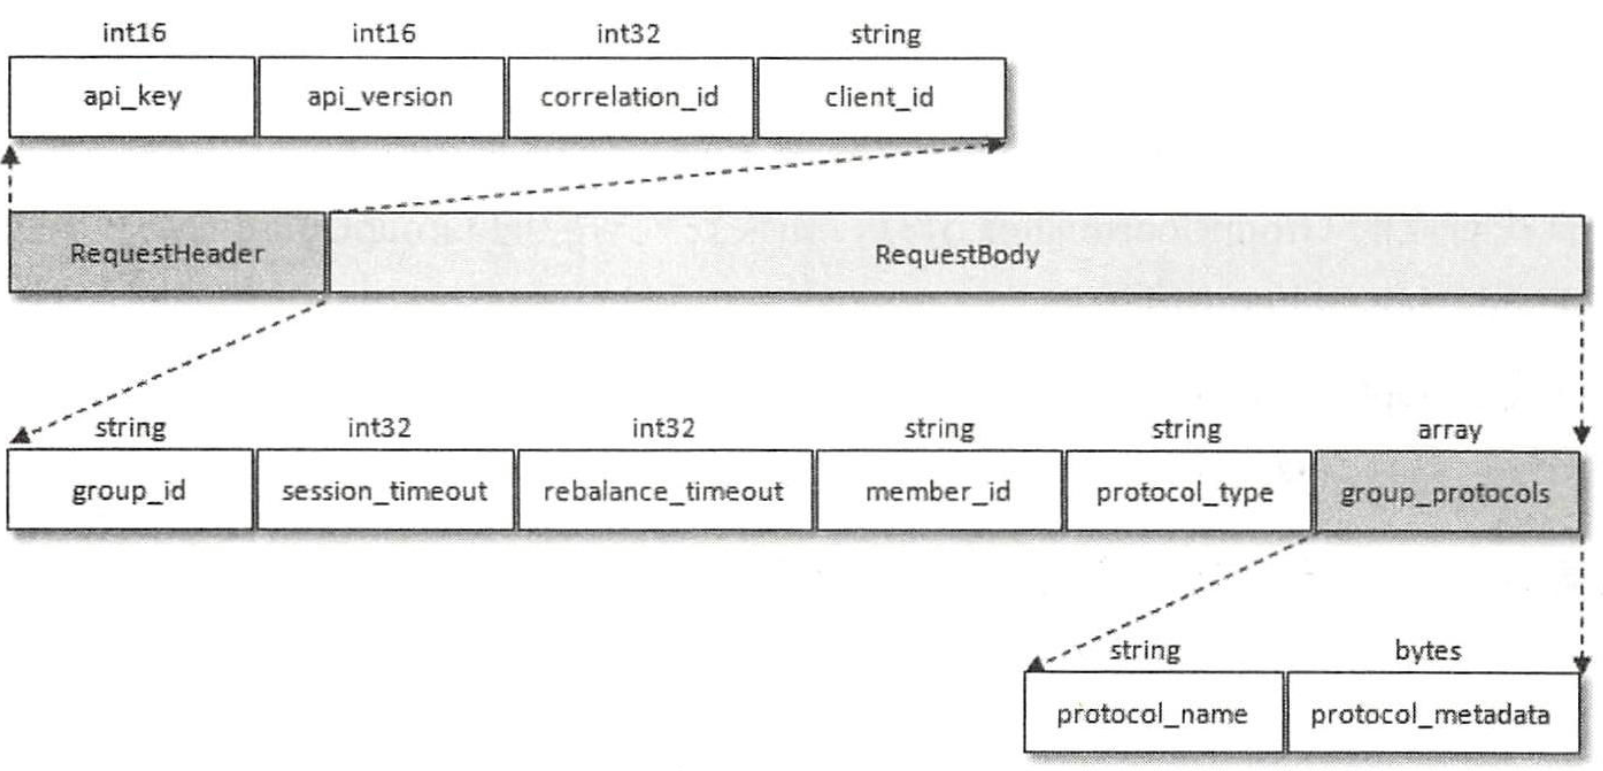 int16 int16 int32 string
api_key api_version correlation_id client_id
RequestHeader RequestBody
string int32 int32 string string array
group_id session_timeout rebalance_timeout member_id protocol_type group_protocols
string bytes
protocol_name protocol_metadata